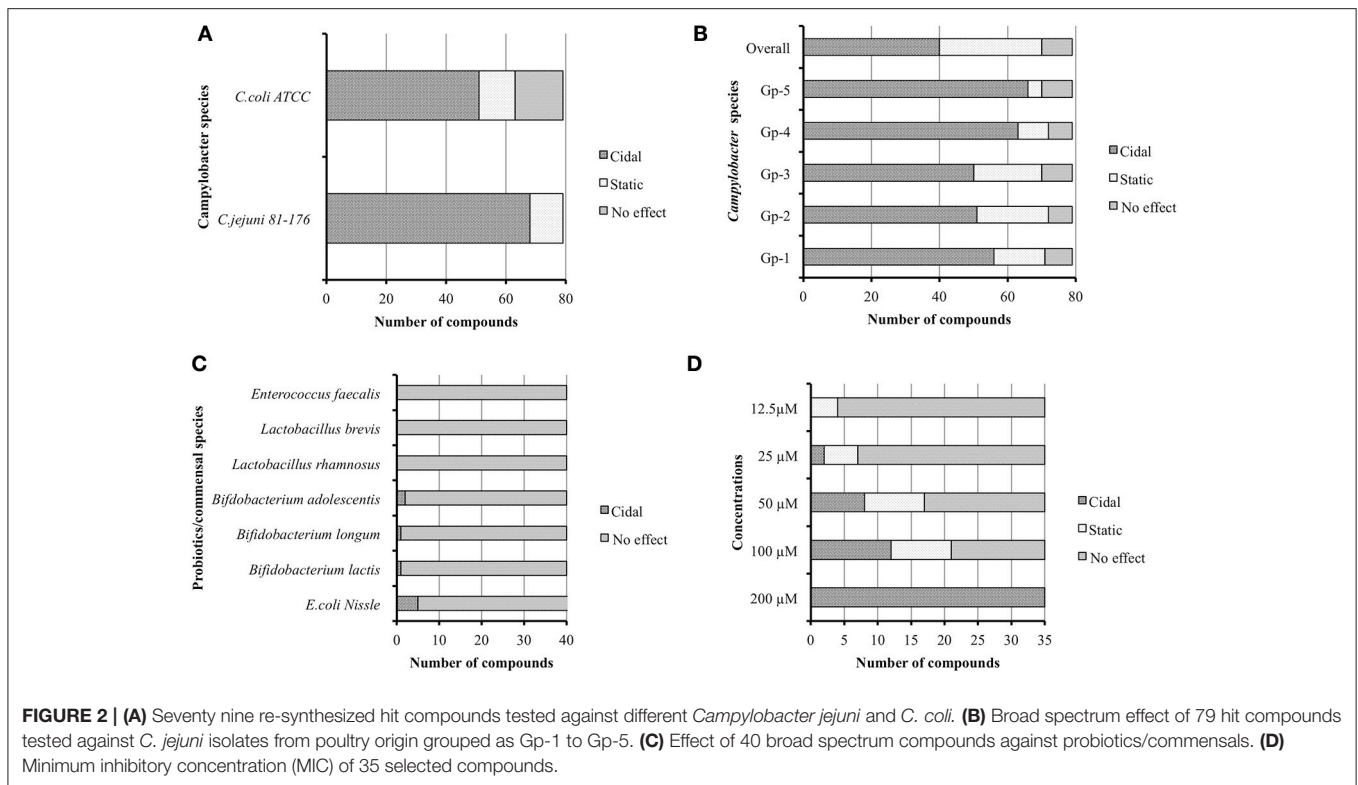 A
Campylobacter species
C.coli ATCC
C.jejuni 81-176
0 20 40 60 80
Number of compounds
Cidal
Static
No effect
B
Campylobacter species
Overall
Gp-5
Gp-4
Gp-3
Gp-2
Gp-1
0 20 40 60 80
Number of compounds
Cidal
Static
No effect
C
Probiotics/commensal species
Enterococcus faecalis
Lactobacillus brevis
Lactobacillus rhamnosus
Bifdobacterium adolescentis
Bifidobacterium longum
Bifidobacterium lactis
E.coli Nissle
0 10 20 30 40
Number of compounds
Cidal
No effect
D
Concentrations
12.5µM
25 µM
50 µM
100 µM
200 µM
0 5 10 15 20 25 30 35
Number of compounds
Cidal
Static
No effect
FIGURE 2 | (A) Seventy nine re-synthesized hit compounds tested against different Campylobacter jejuni and C. coli. (B) Broad spectrum effect of 79 hit compounds
tested against C. jejuni isolates from poultry origin grouped as Gp-1 to Gp-5. (C) Effect of 40 broad spectrum compounds against probiotics/commensals. (D)
Minimum inhibitory concentration (MIC) of 35 selected compounds.